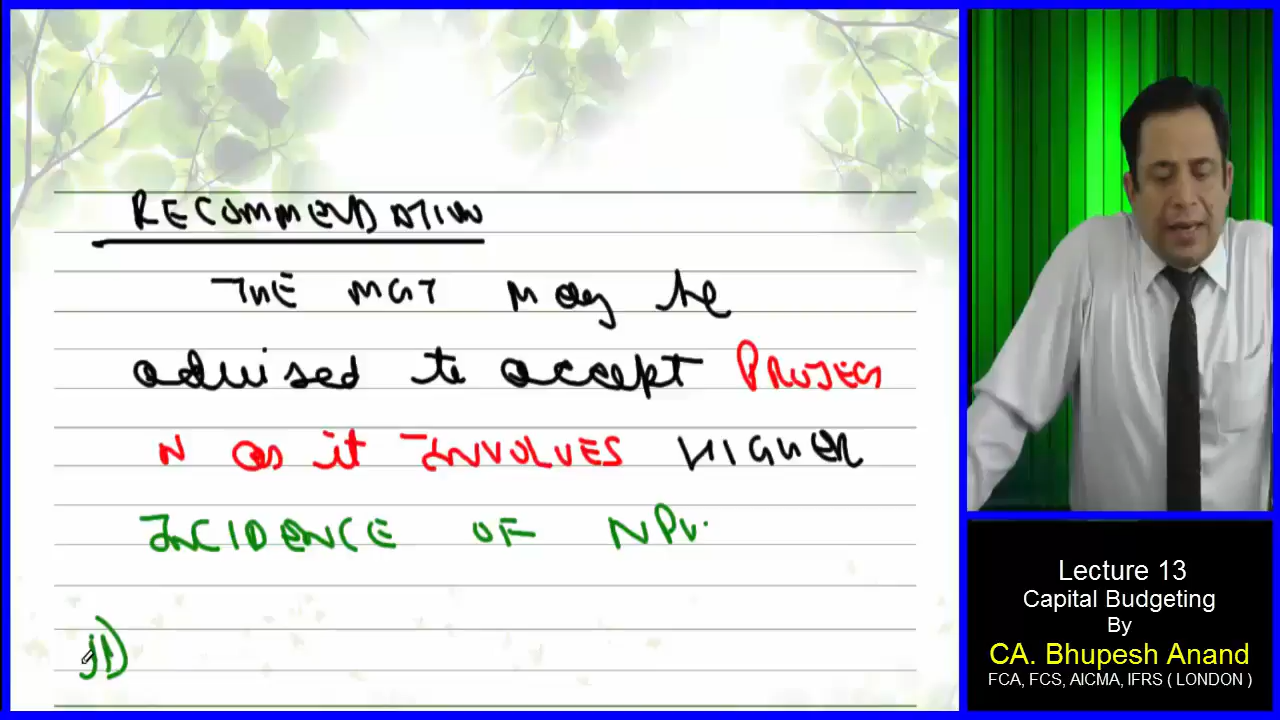 RECOMMENDATION
THE MGT may be
advised to accept PROJECT
N as it INVOLVES HIGHER
INCIDENCE OF NPV.
ii)
Lecture 13
Capital Budgeting
By
CA. Bhupesh Anand
FCA, FCS, AICMA, IFRS ( LONDON )